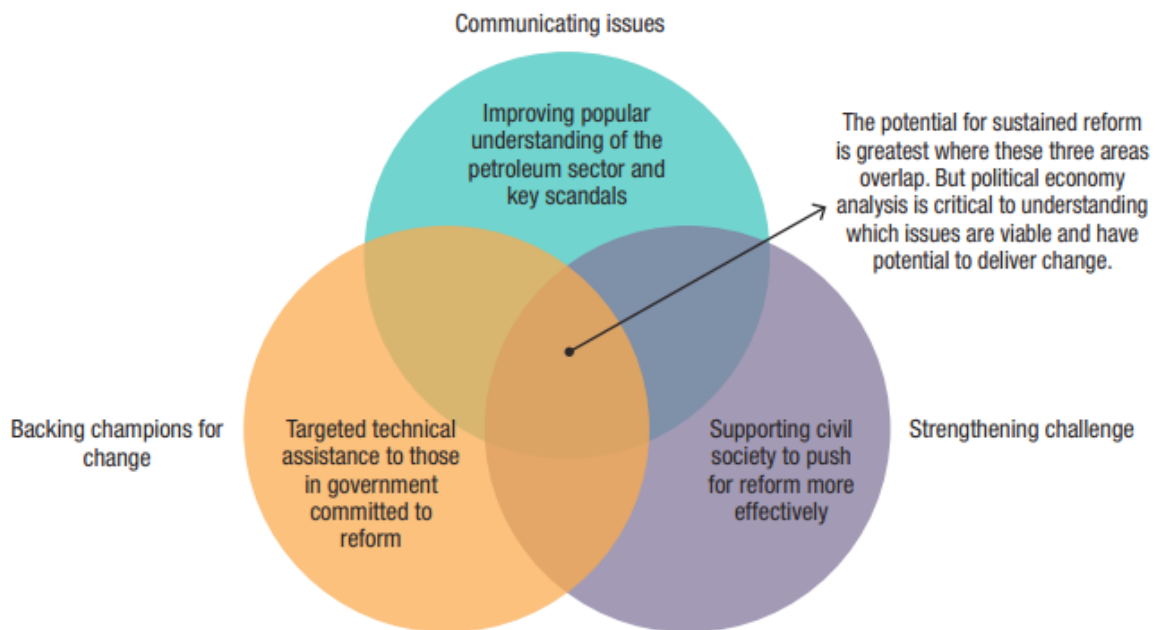 Communicating issues
Improving popular
understanding of the
petroleum sector and
key scandals
The potential for sustained reform
is greatest where these three areas
overlap. But political economy
analysis is critical to understanding
which issues are viable and have
potential to deliver change.
Backing champions for
change
Targeted technical
assistance to those
in government
committed to
reform
Supporting civil
society to push
for reform more
effectively
Strengthening challenge